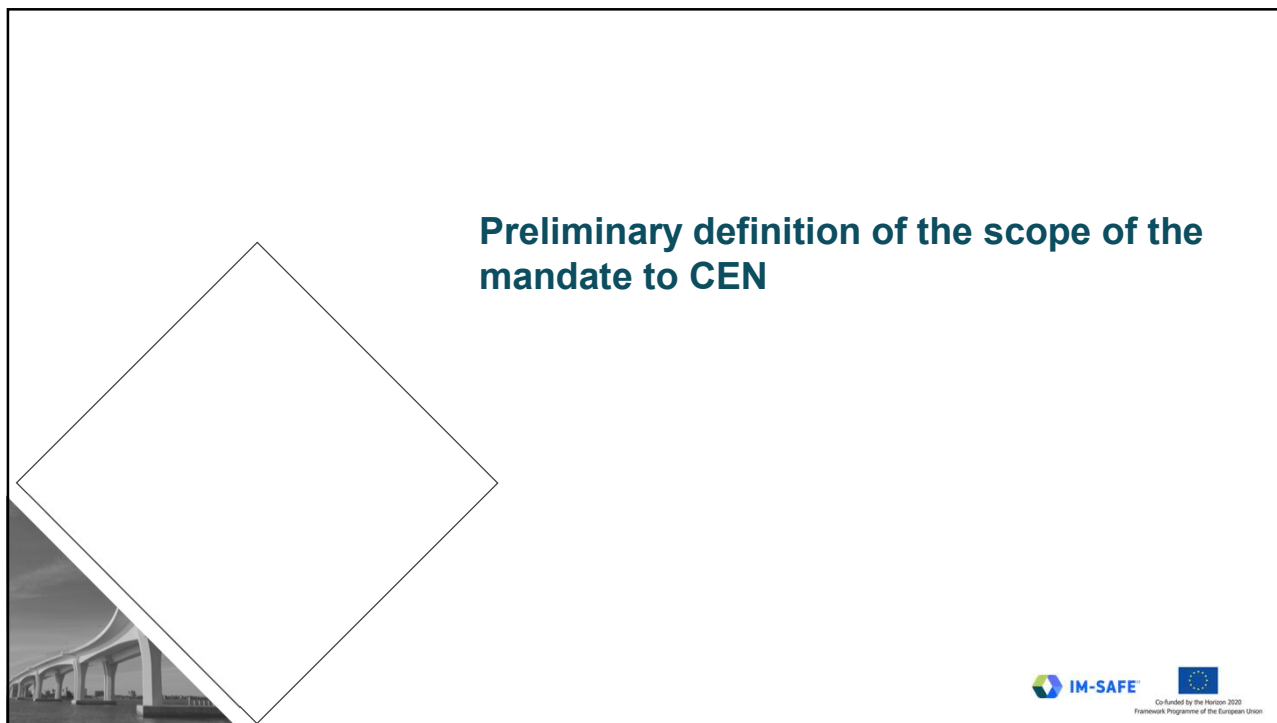 Preliminary definition of the scope of the
mandate to CEN
IM-SAFE
Co-funded by the Horizon 2020
Framework Programme of the European Union